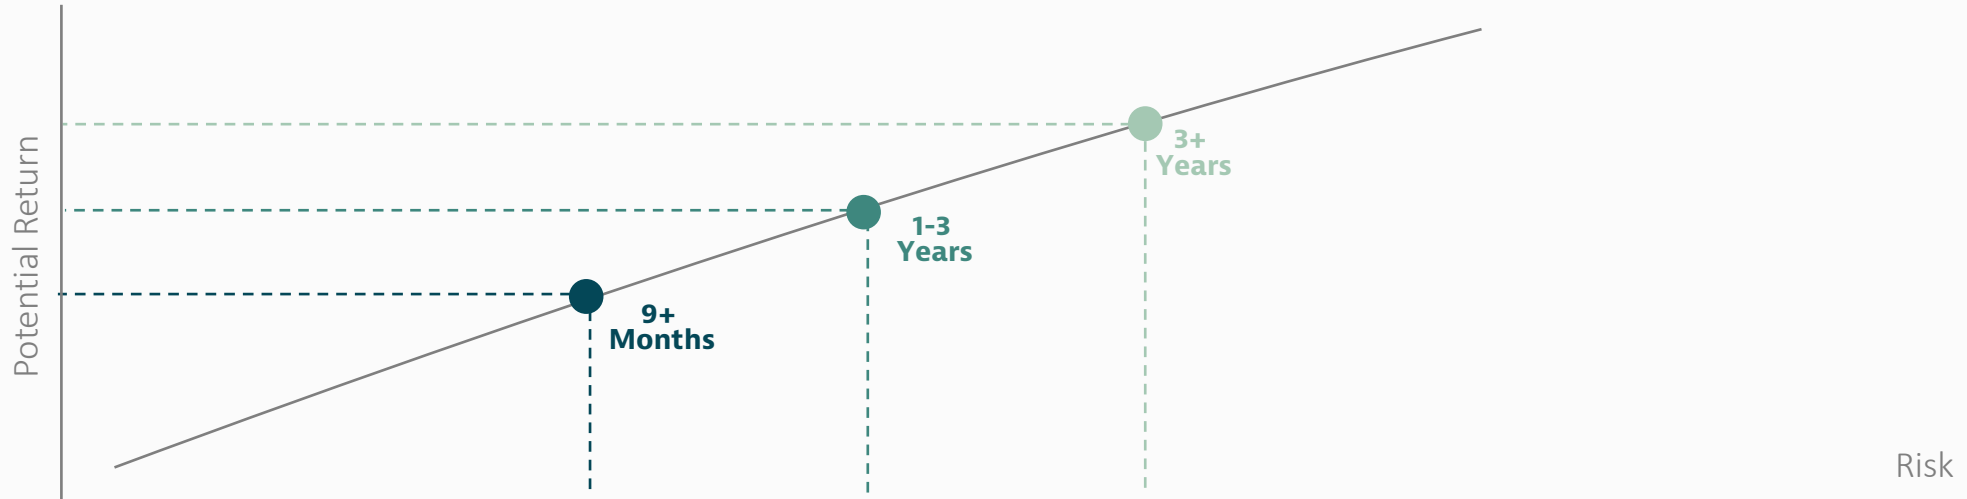 Potential Return
3+
Years
1-3
Years
9+
Months
Risk